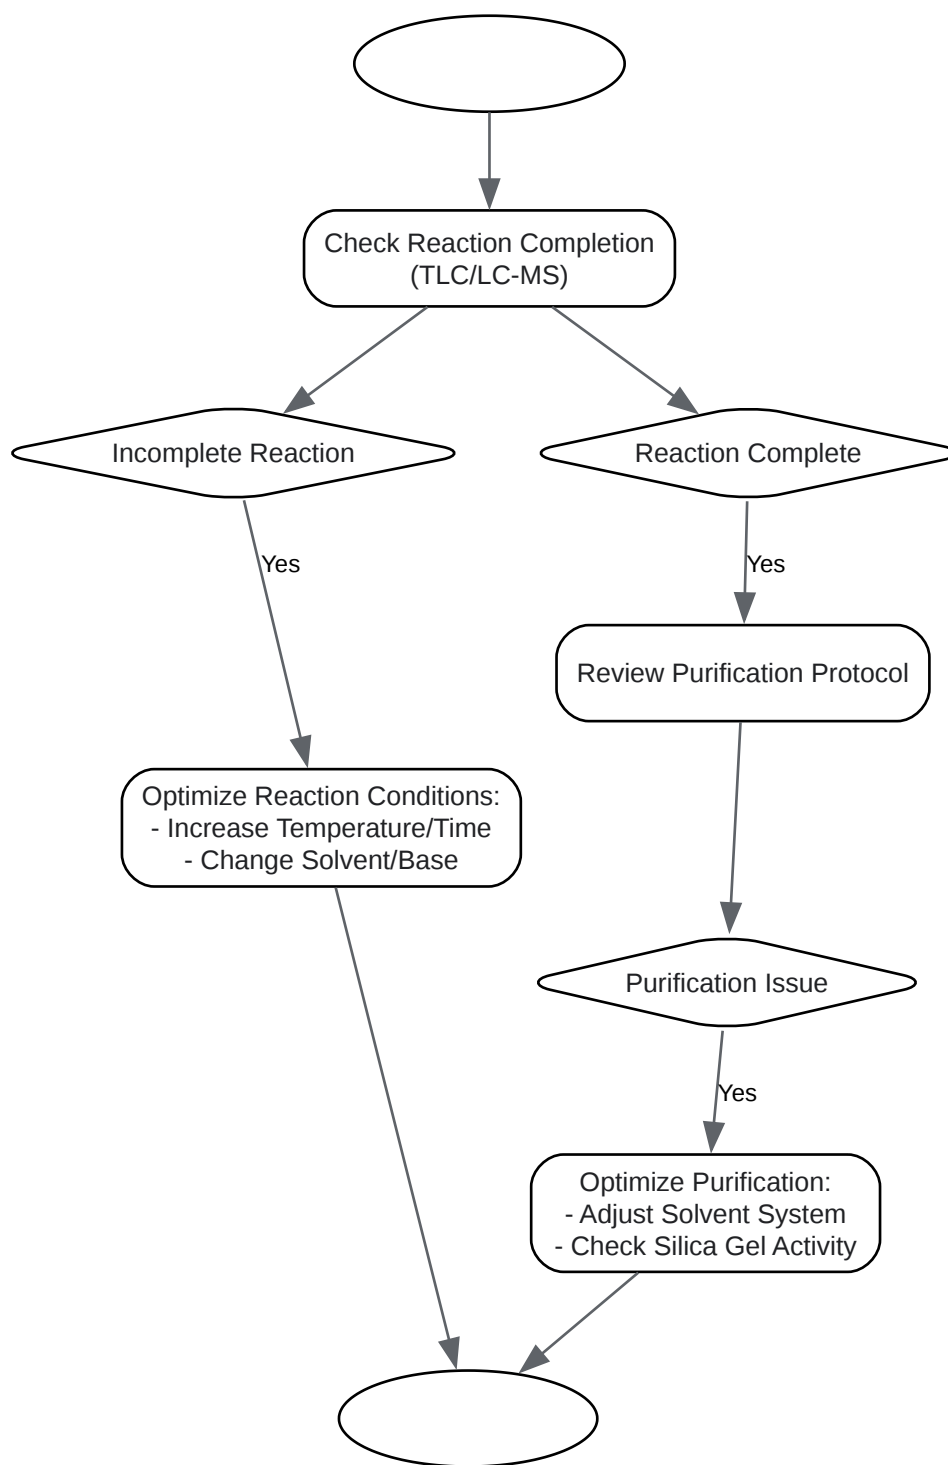 Check Reaction Completion
(TLC/LC-MS)
Incomplete Reaction
Reaction Complete
Yes
Yes
Review Purification Protocol
Optimize Reaction Conditions:
- Increase Temperature/Time
- Change Solvent/Base
Purification Issue
Yes
Optimize Purification:
- Adjust Solvent System
- Check Silica Gel Activity